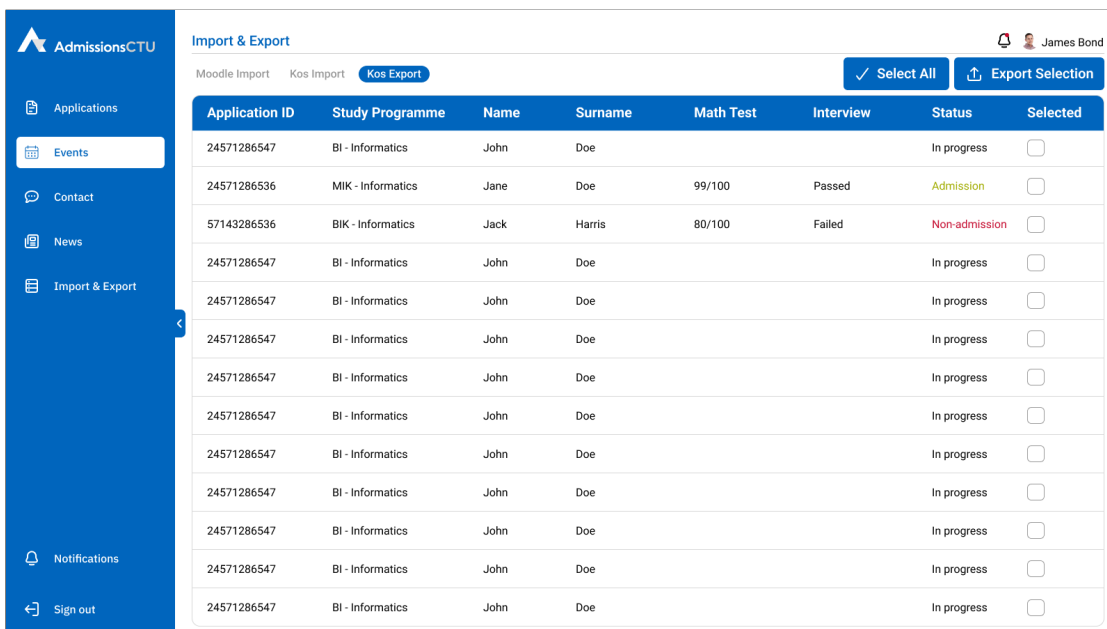 AdmissionsCTU
Applications
Events
Contact
News
Import & Export
Notifications
Sign out
Import & Export
James Bond
Moodle Import Kos Import Kos Export
Select All Export Selection
Application ID Study Programme Name Surname Math Test Interview Status Selected
24571286547 BI - Informatics John Doe In progress
24571286536 MIK - Informatics Jane Doe 99/100 Passed Admission
57143286536 BIK - Informatics Jack Harris 80/100 Failed Non-admission
24571286547 BI - Informatics John Doe In progress
24571286547 BI - Informatics John Doe In progress
24571286547 BI - Informatics John Doe In progress
24571286547 BI - Informatics John Doe In progress
24571286547 BI - Informatics John Doe In progress
24571286547 BI - Informatics John Doe In progress
24571286547 BI - Informatics John Doe In progress
24571286547 BI - Informatics John Doe In progress
24571286547 BI - Informatics John Doe In progress
24571286547 BI - Informatics John Doe In progress